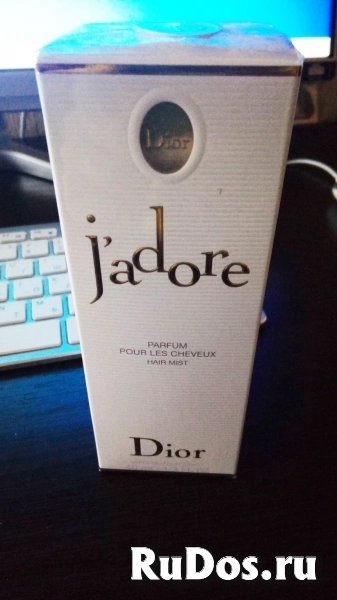 Dior
j'adore
PARFUM
POUR LES CHEVEUX
HAIR MIST
Dior
RuDos.ru